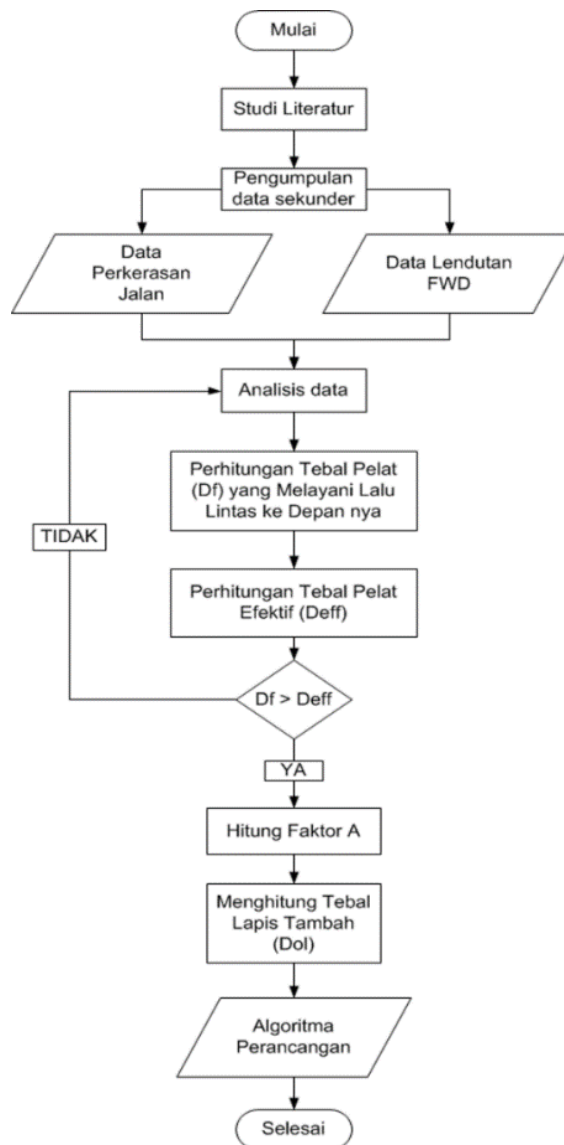 Mulai
Studi Literatur
Pengumpulan
data sekunder
Data
Perkerasan
Jalan
Data Lendutan
FWD
Analisis data
Perhitungan Tebal Pelat
(Df) yang Melayani Lalu
Lintas ke Depan nya
TIDAK
Perhitungan Tebal Pelat
Efektif (Deff)
Df > Deff
YA
Hitung Faktor A
Menghitung Tebal
Lapis Tambah
(Dol)
Algoritma
Perancangan
Selesai